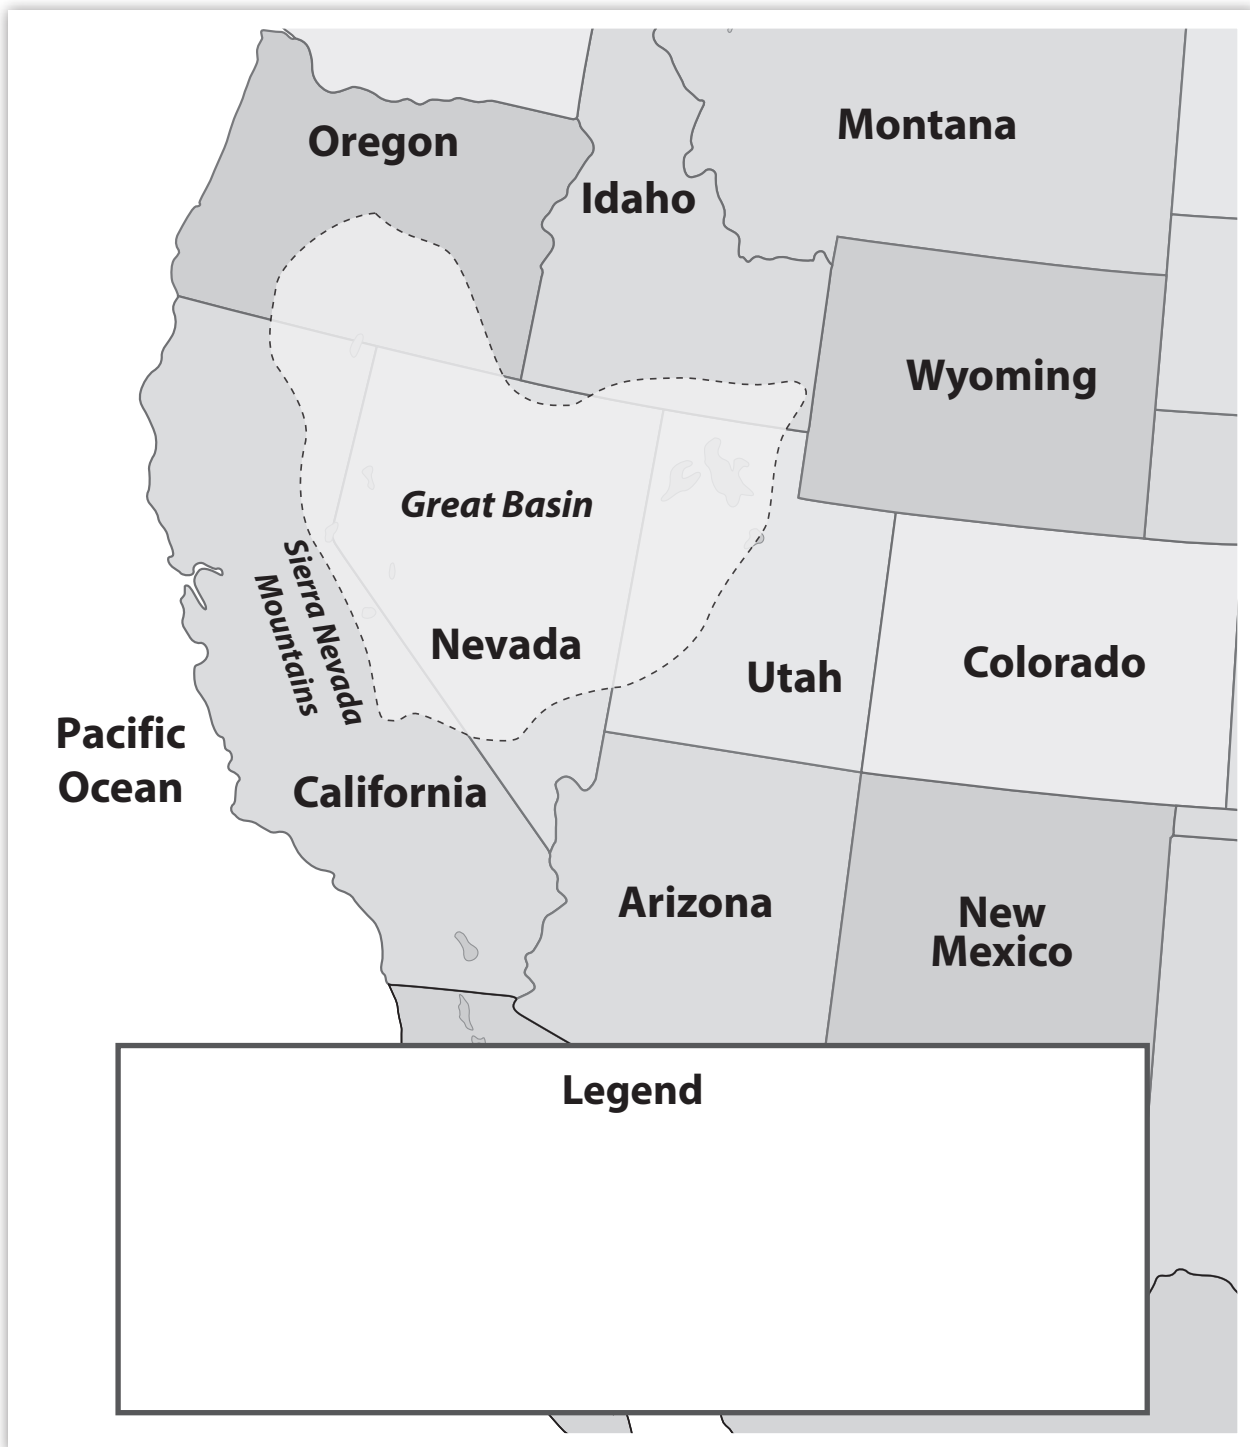 Montana
Oregon
Idaho
Wyoming
Great Basin
Sierra Nevada
Mountains
Nevada
Colorado
Utah
Pacific
Ocean
California
Arizona
New
Mexico
Legend